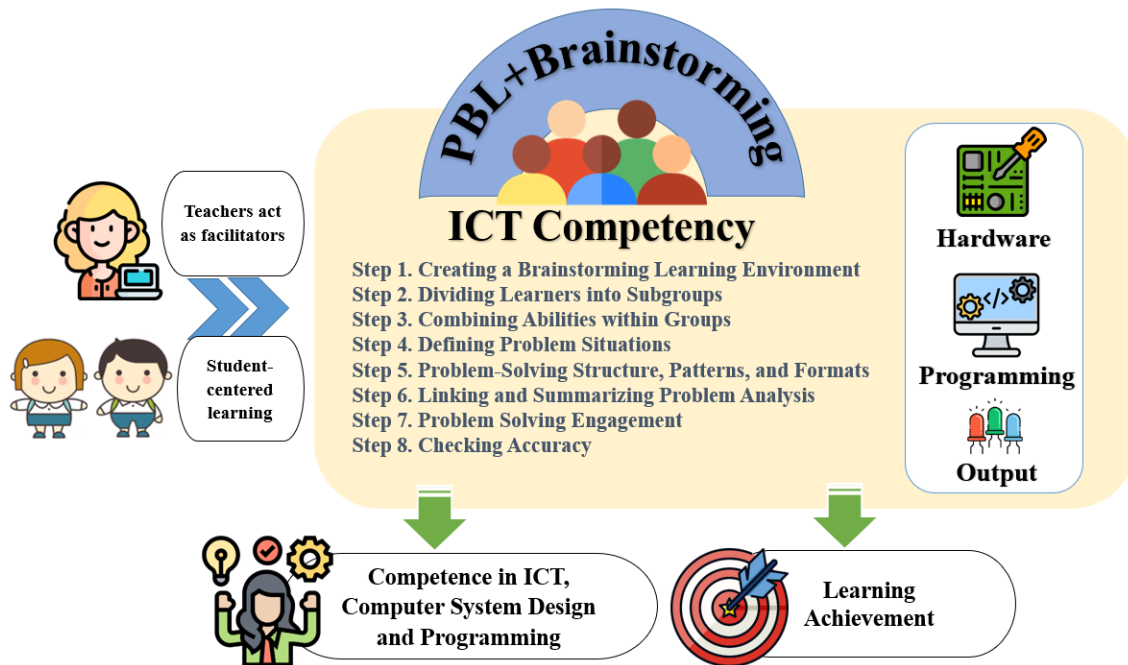 PBL+Brainstorming
Teachers act
as facilitators
Student-
centered
learning
ICT Competency
Step 1. Creating a Brainstorming Learning Environment
Step 2. Dividing Learners into Subgroups
Step 3. Combining Abilities within Groups
Step 4. Defining Problem Situations
Step 5. Problem-Solving Structure, Patterns, and Formats
Step 6. Linking and Summarizing Problem Analysis
Step 7. Problem Solving Engagement
Step 8. Checking Accuracy
Hardware
</>
Programming
Output
Competence in ICT,
Computer System Design
and Programming
Learning
Achievement